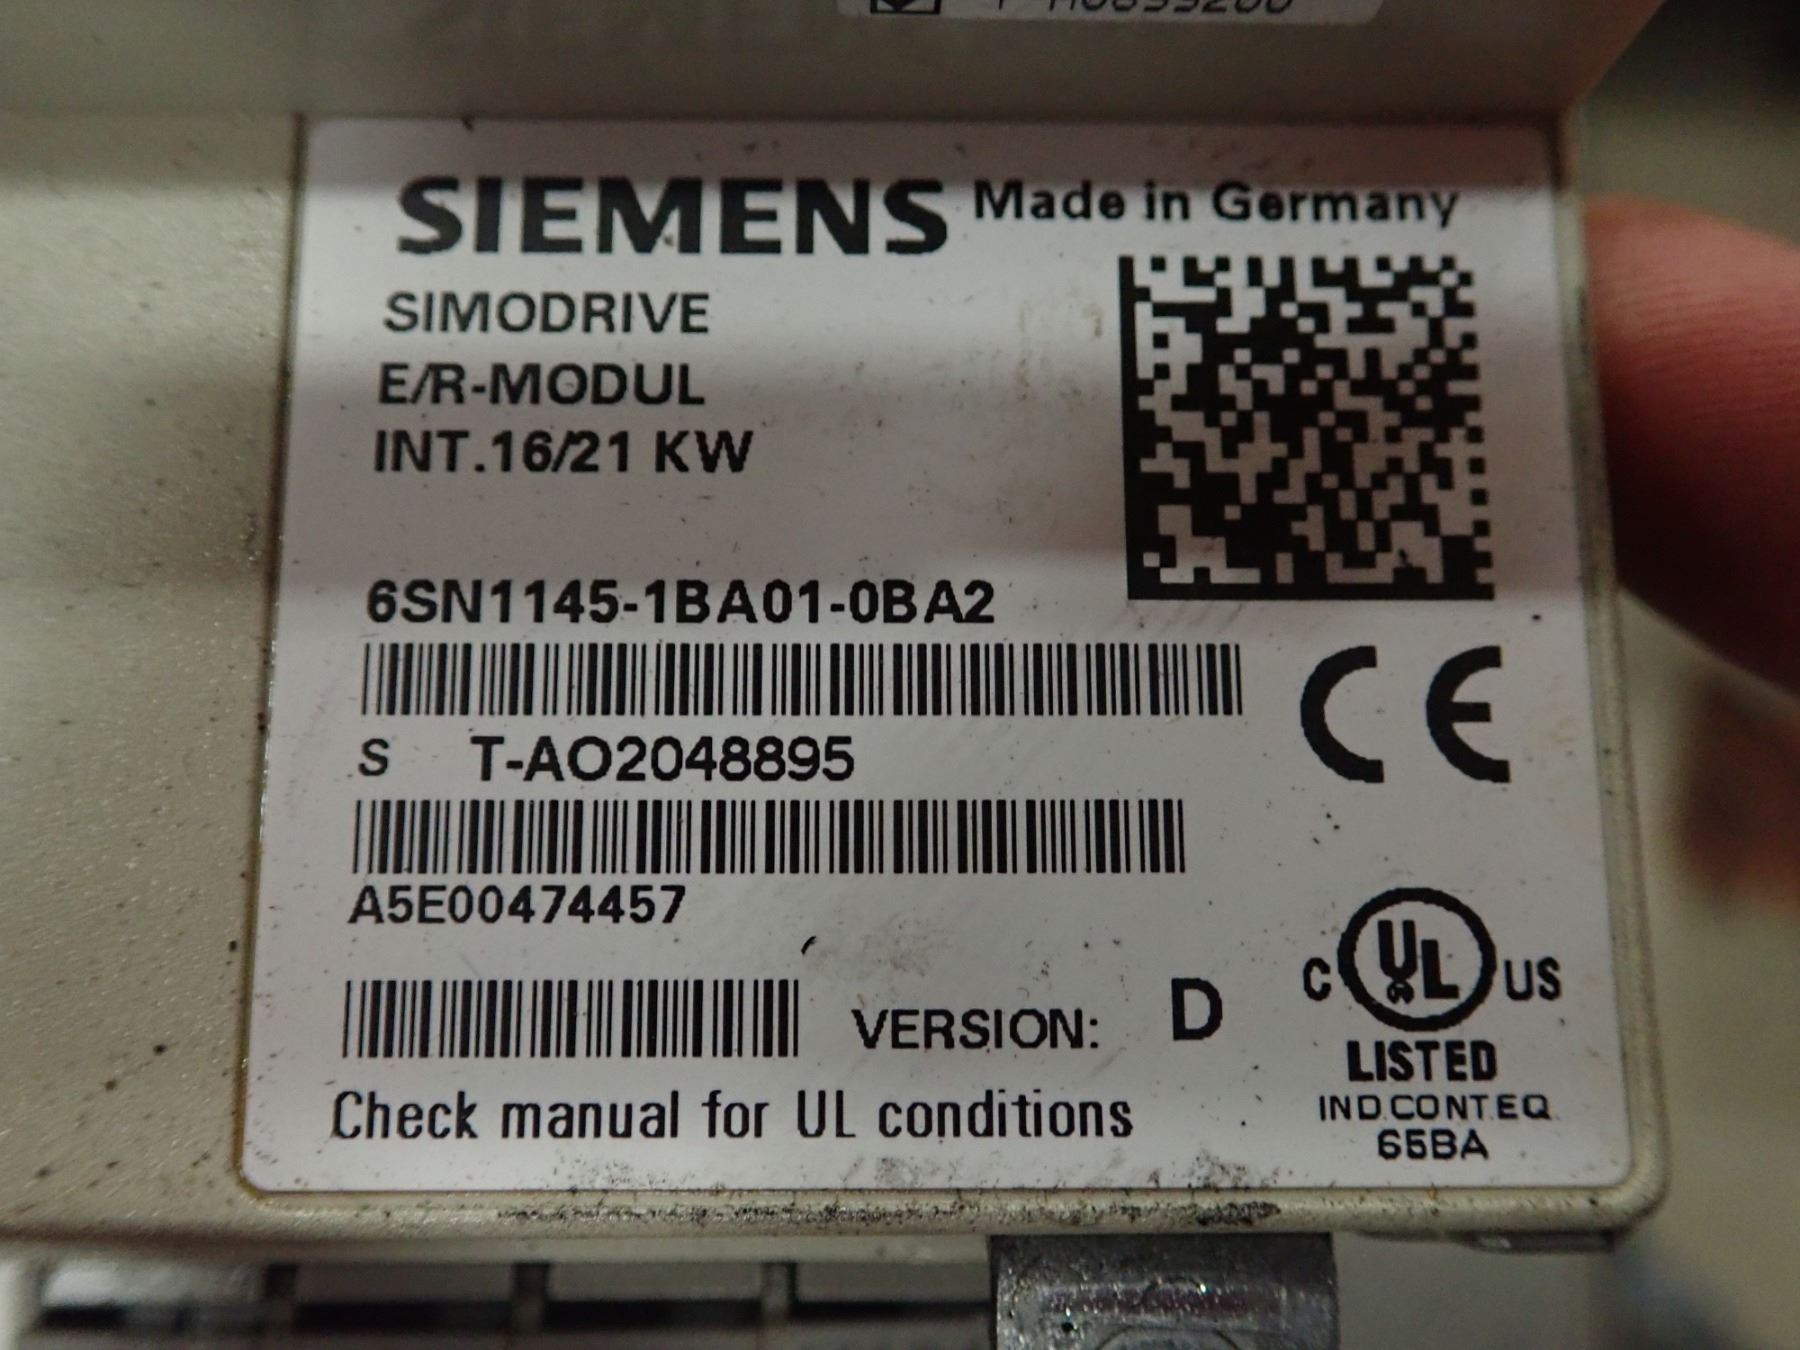 SIEMENS Made in Germany
SIMODRIVE
E/R-MODUL
INT.16/21 KW
6SN1145-1BA01-0BA2
S T-AO2048895
A5E00474457
VERSION: D
Check manual for UL conditions
CE
C UL US
LISTED
IND.CONT.EQ
65BA